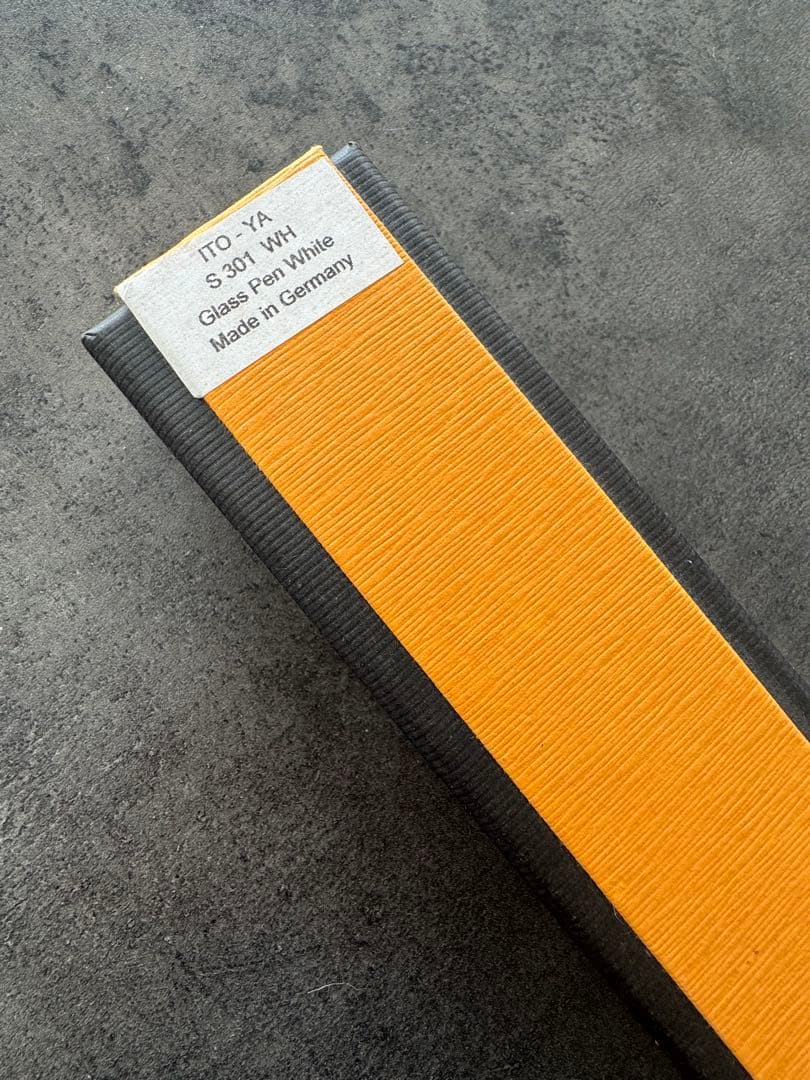 ITO - YA
S 301 WH
Glass Pen White
Made in Germany